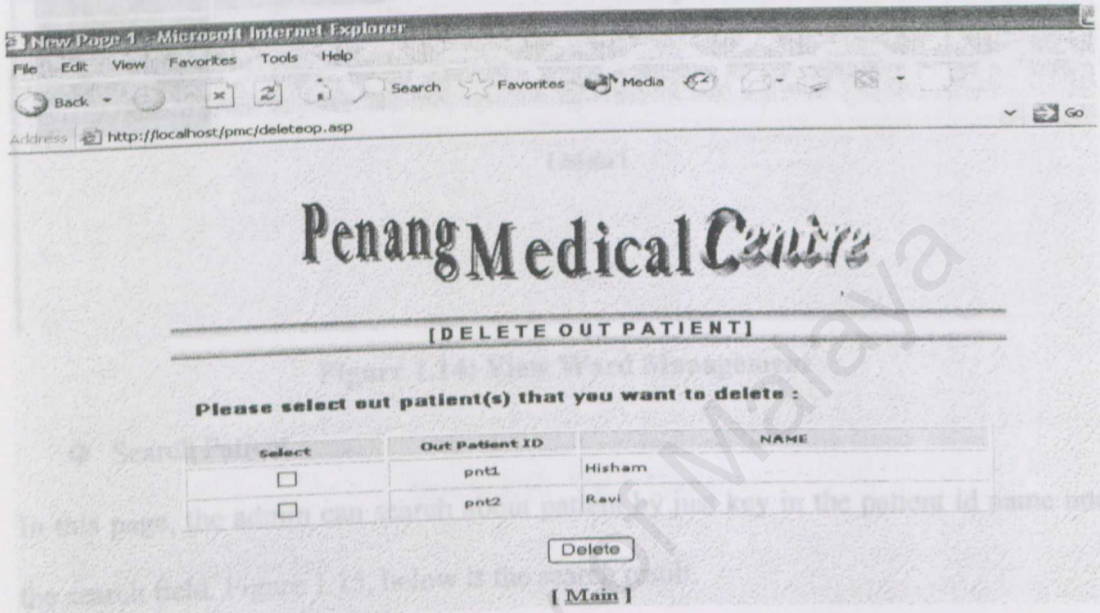 New Page 1 - Microsoft Internet Explorer
File Edit View Favorites Tools Help
Back Search Favorites Media
Address http://localhost/pmc/deleteop.asp Go
Penang Medical Centre
[DELETE OUT PATIENT]
Figure 1.14: View Ward Management
Please select out patient(s) that you want to delete :
Search Patient
select Out Patient ID NAME
pnt1 Hisham
pnt2 Ravi
In this page, the admin can search patient by just key in the patient id name
Delete
the search field. Figure 1.15, below is the search result.
[ Main ]
of Malaya